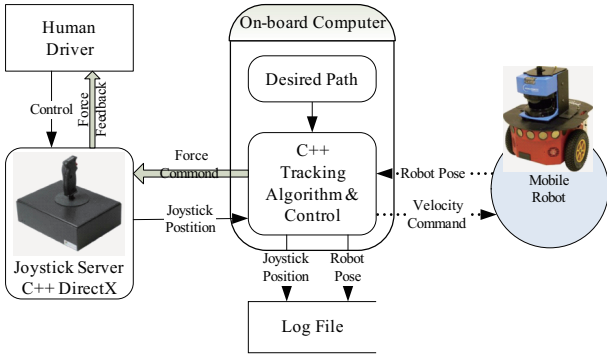 Human
Driver
On-board Computer
Desired Path
Control
Force
Feedback
C++
Tracking
Algorithm &
Control
Force
Commond
Joystick
Postition
Joystick Server
C++ DirectX
Robot Pose
Velocity
Command
Mobile
Robot
Joystick
Position
Robot
Pose
Log File